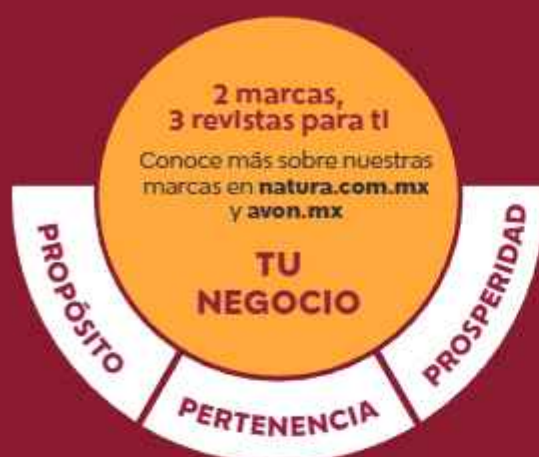 2 marcas,
3 revistas para ti
Conoce más sobre nuestras
marcas en natura.com.mx
y avon.mx
TU
NEGOCIO
PROPÓSITO
PERTENENCIA
PROSPERIDAD